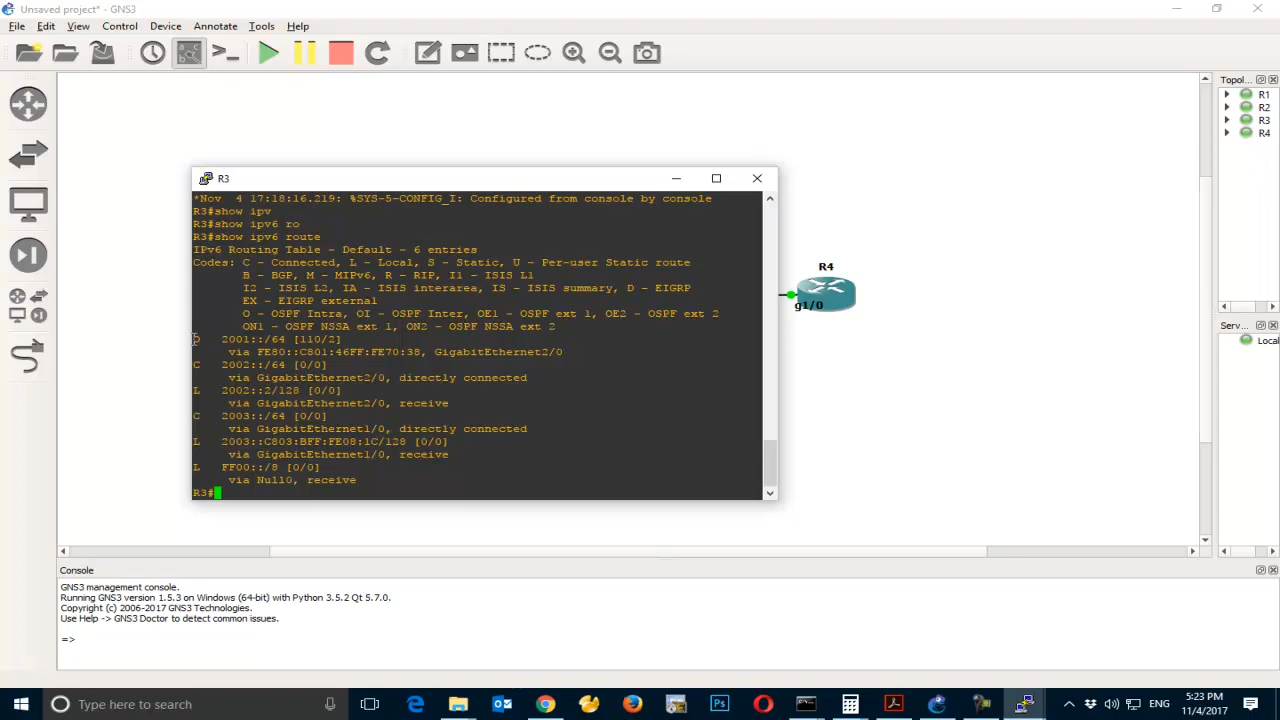 Unsaved project* - GNS3
File Edit View Control Device Annotate Tools Help
Topol...
R1
R2
R3
R4
R3
*Nov  4 17:18:16.219: %SYS-5-CONFIG_I: Configured from console by console
R3#show ipv
R3#show ipv6 ro
R3#show ipv6 route
IPv6 Routing Table - Default - 6 entries
Codes: C - Connected, L - Local, S - Static, U - Per-user Static route
B - BGP, M - MIPv6, R - RIP, I1 - ISIS L1
I2 - ISIS L2, IA - ISIS interarea, IS - ISIS summary, D - EIGRP
EX - EIGRP external
O - OSPF Intra, OI - OSPF Inter, OE1 - OSPF ext 1, OE2 - OSPF ext 2
ON1 - OSPF NSSA ext 1, ON2 - OSPF NSSA ext 2
O 2001::/64 [110/2]
via FE80::C801:46FF:FE70:38, GigabitEthernet2/0
C 2002::/64 [0/0]
via GigabitEthernet2/0, directly connected
L 2002::2/128 [0/0]
via GigabitEthernet2/0, receive
C 2003::/64 [0/0]
via GigabitEthernet1/0, directly connected
L 2003::C803:BFF:FE08:1C/128 [0/0]
via GigabitEthernet1/0, receive
L FF00::/8 [0/0]
via Null0, receive
R3#
R4
g1/0
Serv...
Local
Console
GNS3 management console.
Running GNS3 version 1.5.3 on Windows (64-bit) with Python 3.5.2 Qt 5.7.0.
Copyright (c) 2006-2017 GNS3 Technologies.
Use Help -> GNS3 Doctor to detect common issues.
=>
Type here to search
Ps
ENG
5:23 PM
11/4/2017